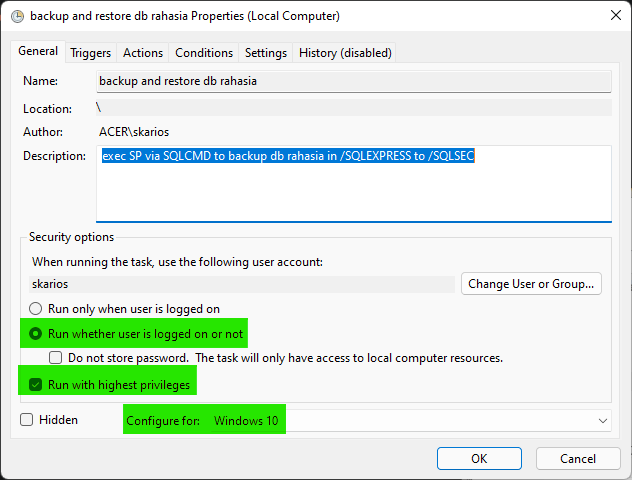 backup and restore db rahasia Properties (Local Computer)
General Triggers Actions Conditions Settings History (disabled)
Name: backup and restore db rahasia
Location: \
Author: ACER\skarios
Description: exec SP via SQLCMD to backup db rahasia in /SQLEXPRESS to /SQLSEC
Security options
When running the task, use the following user account:
skarios Change User or Group...
Run only when user is logged on
Run whether user is logged on or not
Do not store password. The task will only have access to local computer resources.
Run with highest privileges
Hidden Configure for: Windows 10
OK Cancel